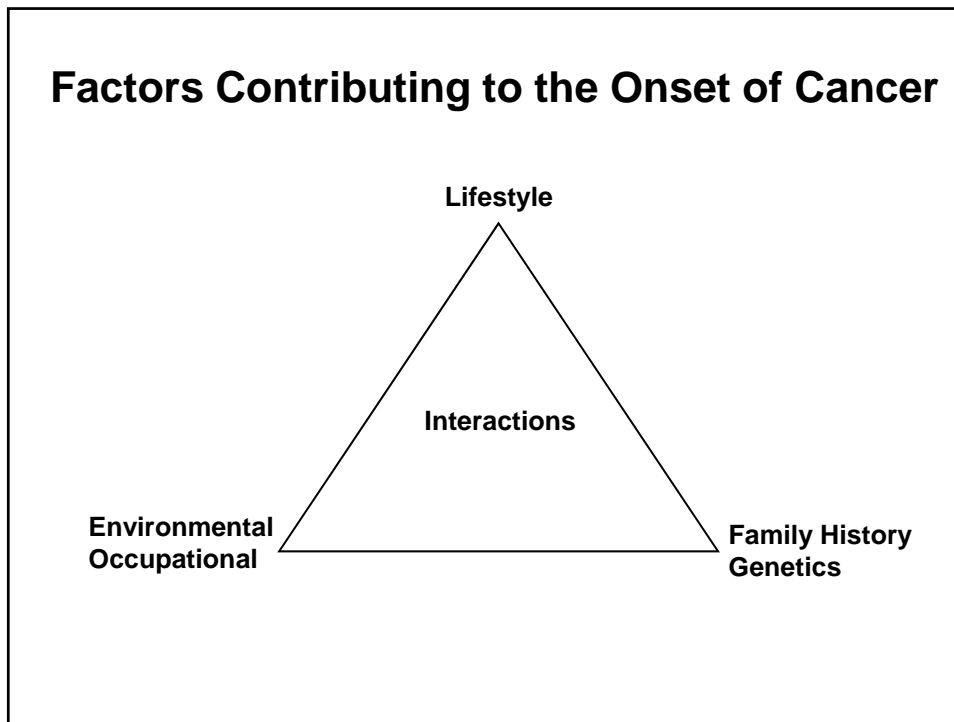 Factors Contributing to the Onset of Cancer
Lifestyle
Interactions
Environmental
Occupational
Family History
Genetics